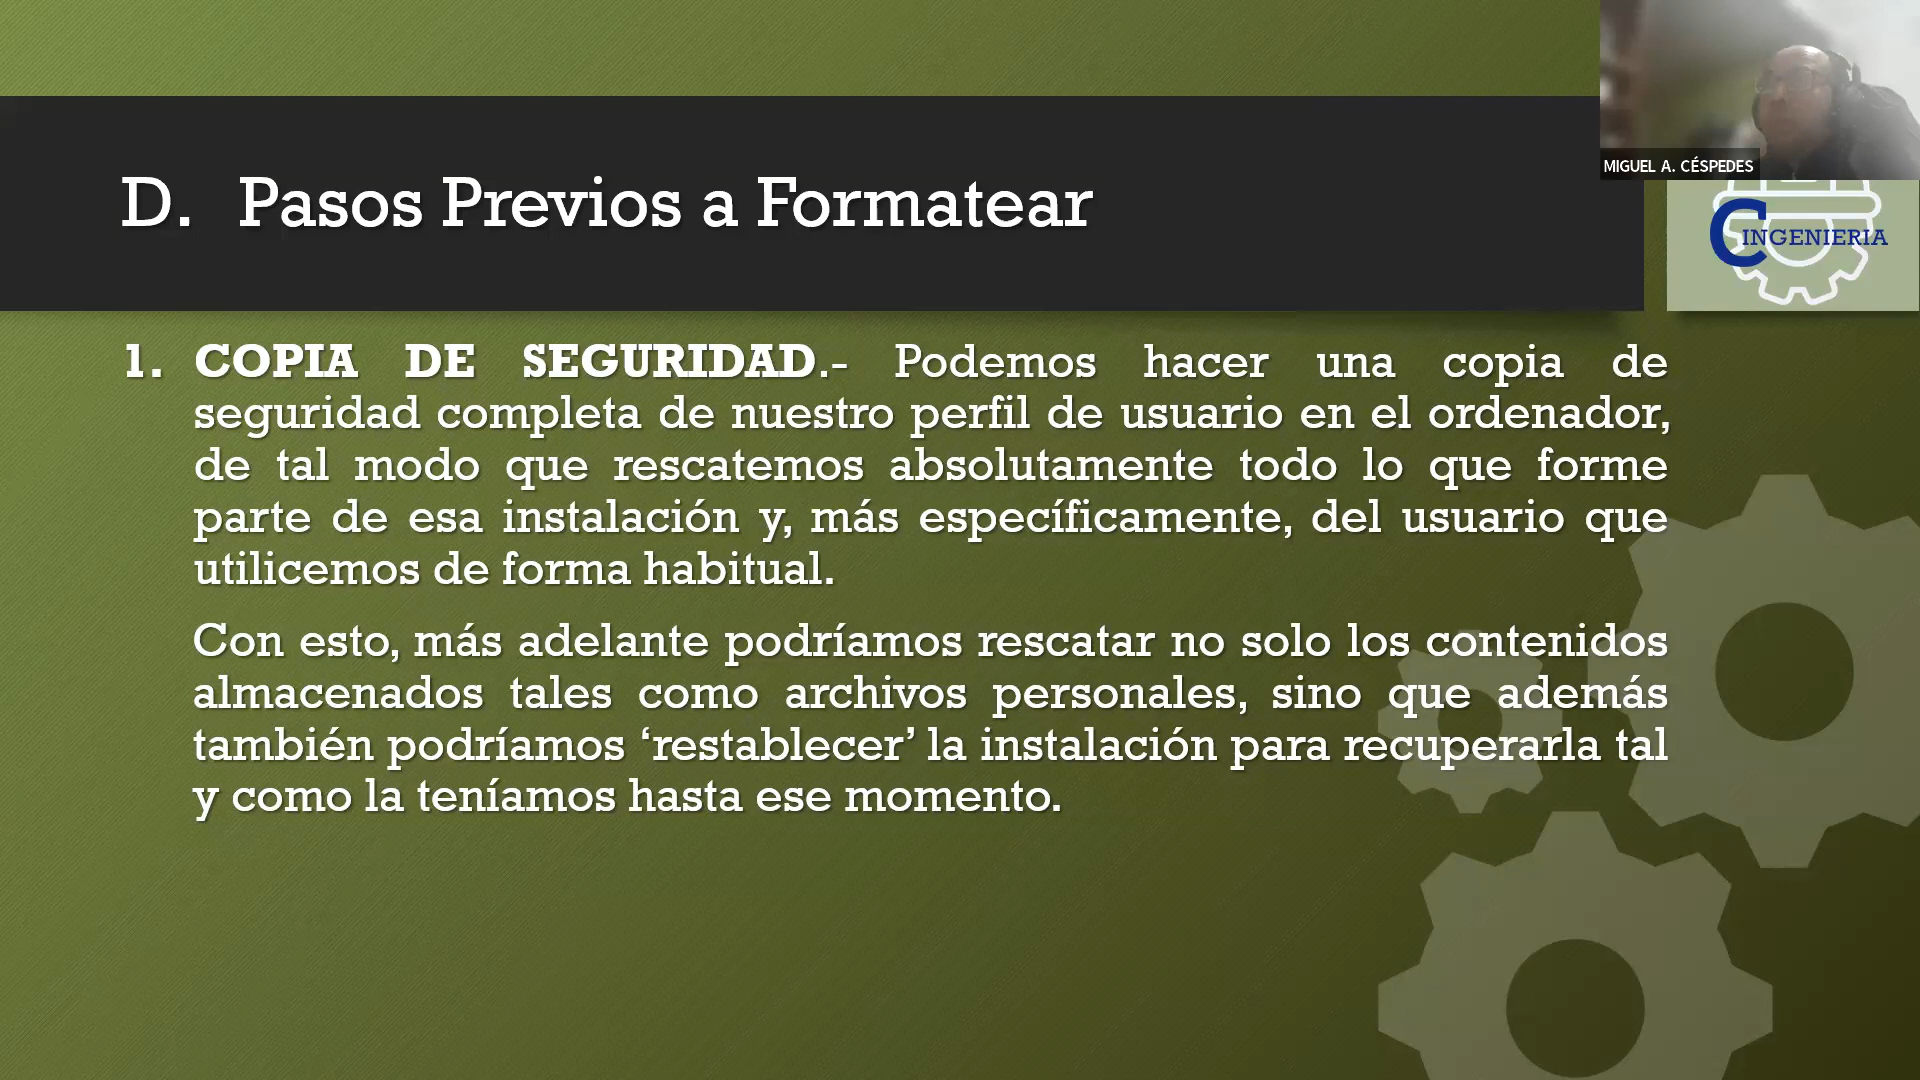 MIGUEL A. CÉSPEDES
D. Pasos Previos a Formatear
C INGENIERIA
1. COPIA DE SEGURIDAD.- Podemos hacer una copia de
seguridad completa de nuestro perfil de usuario en el ordenador,
de tal modo que rescatemos absolutamente todo lo que forme
parte de esa instalación y, más específicamente, del usuario que
utilicemos de forma habitual.
Con esto, más adelante podríamos rescatar no solo los contenidos
almacenados tales como archivos personales, sino que además
también podríamos ‘restablecer’ la instalación para recuperarla tal
y como la teníamos hasta ese momento.